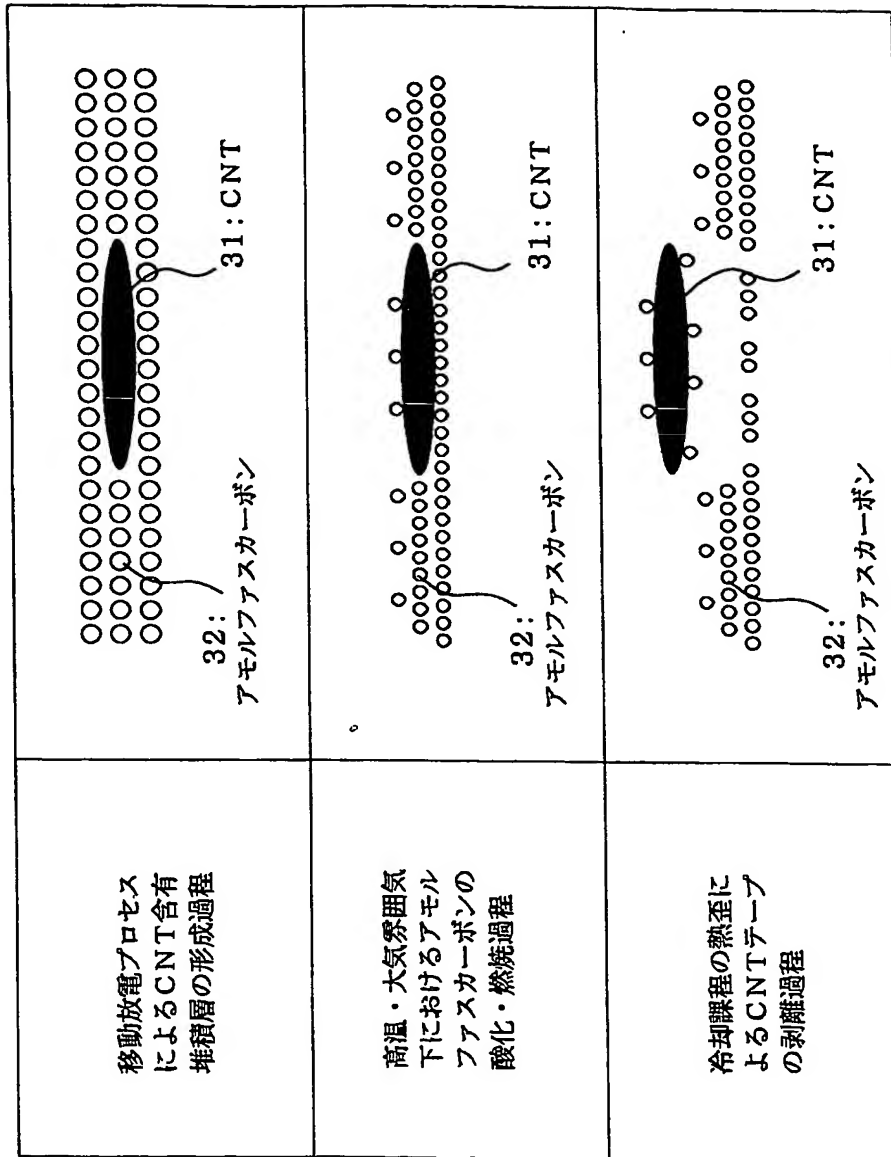 移動放電プロセス
によるCNT含有
堆積層の形成過程
31:CNT
32:
アモルファスカーボン
高温・大気雰囲気
下におけるアモル
ファスカーボンの
酸化・燃焼過程
31:CNT
32:
アモルファスカーボン
冷却課程の熱歪に
よるCNTテープ
の剥離過程
31:CNT
32:
アモルファスカーボン